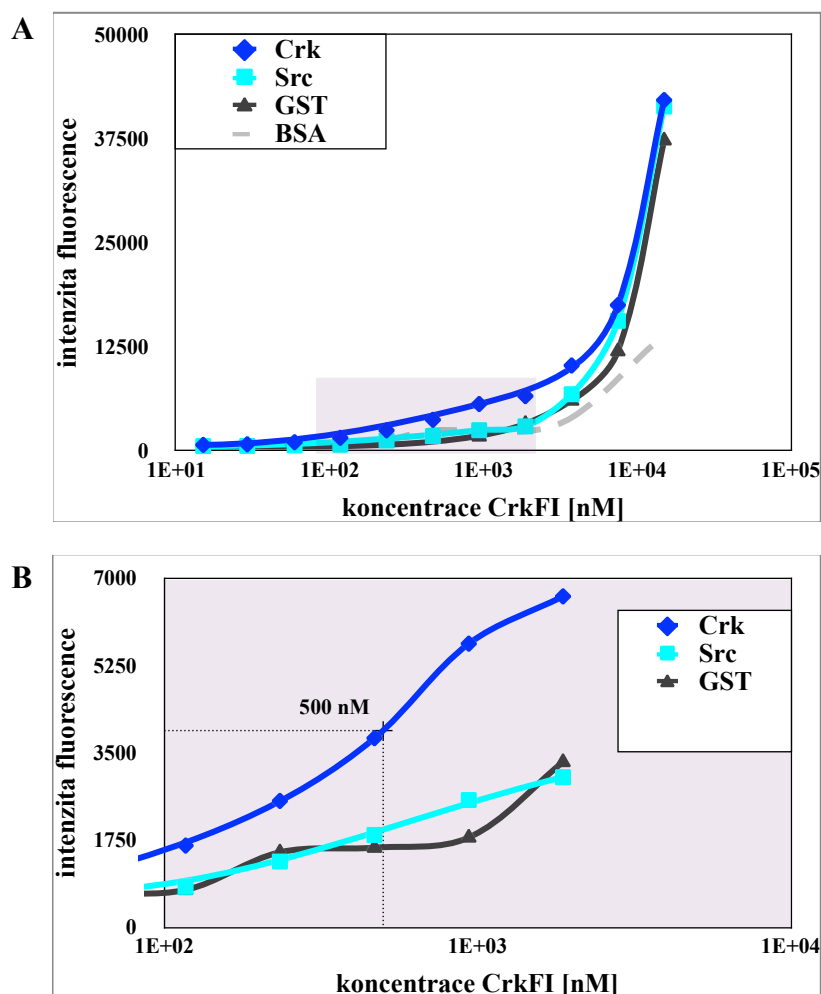 A
50000
37500
25000
12500
0
Crk
Src
GST
BSA
intenzita fluorescence
1E+01 1E+02 1E+03 1E+04 1E+05
koncentrace CrkFI [nM]
B
7000
5250
3500
1750
0
Crk
Src
GST
500 nM
intenzita fluorescence
1E+02 1E+03 1E+04
koncentrace CrkFI [nM]